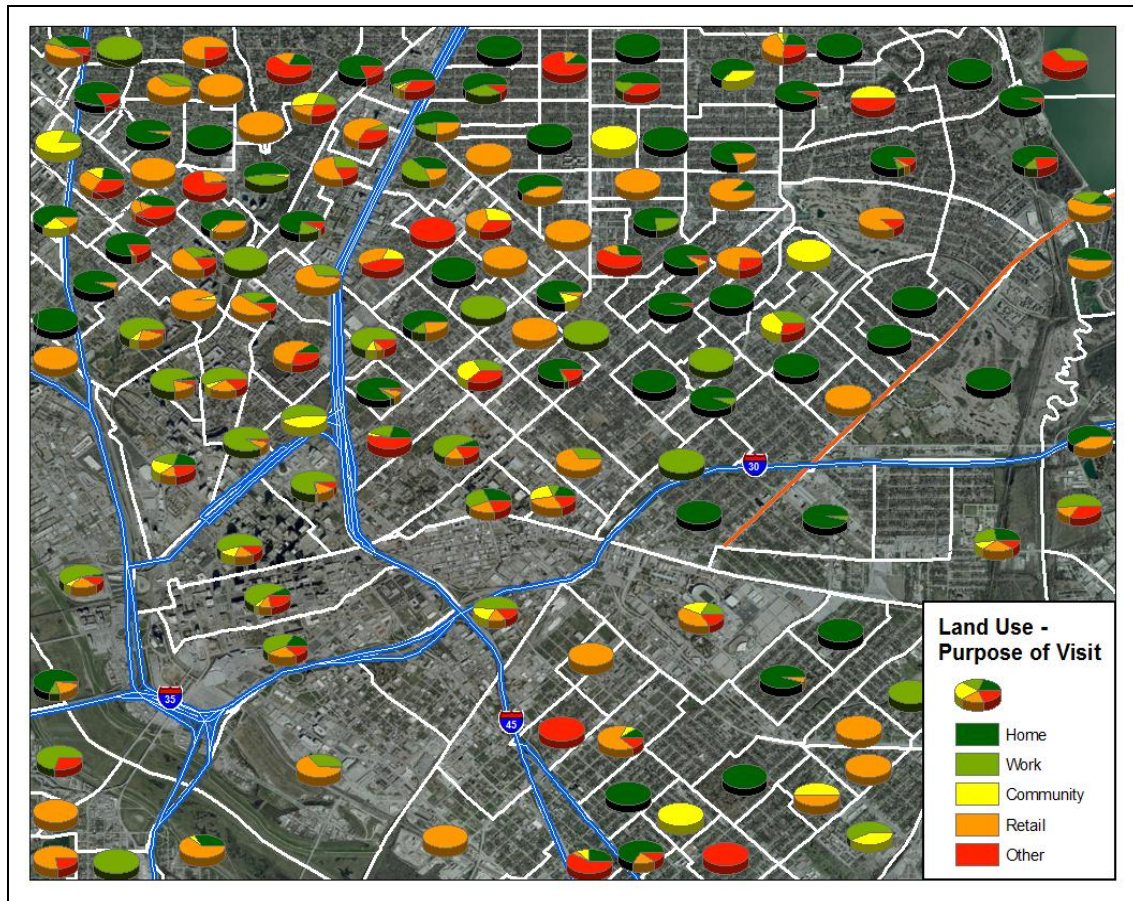 30
35
45
Land Use -
Purpose of Visit
Home
Work
Community
Retail
Other